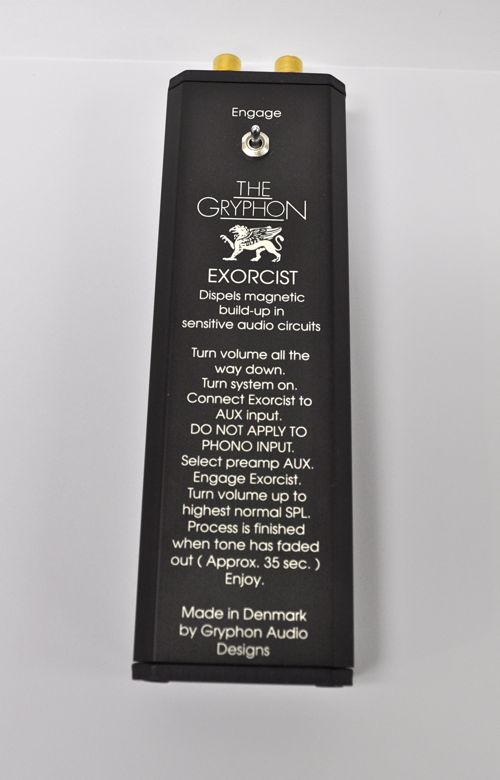 Engage
THE
GRYPHON
EXORCIST
Dispels magnetic
build-up in
sensitive audio circuits
Turn volume all the
way down.
Turn system on.
Connect Exorcist to
AUX input.
DO NOT APPLY TO
PHONO INPUT.
Select preamp AUX.
Engage Exorcist.
Turn volume up to
highest normal SPL.
Process is finished
when tone has faded
out ( Approx. 35 sec. )
Enjoy.
Made in Denmark
by Gryphon Audio
Designs